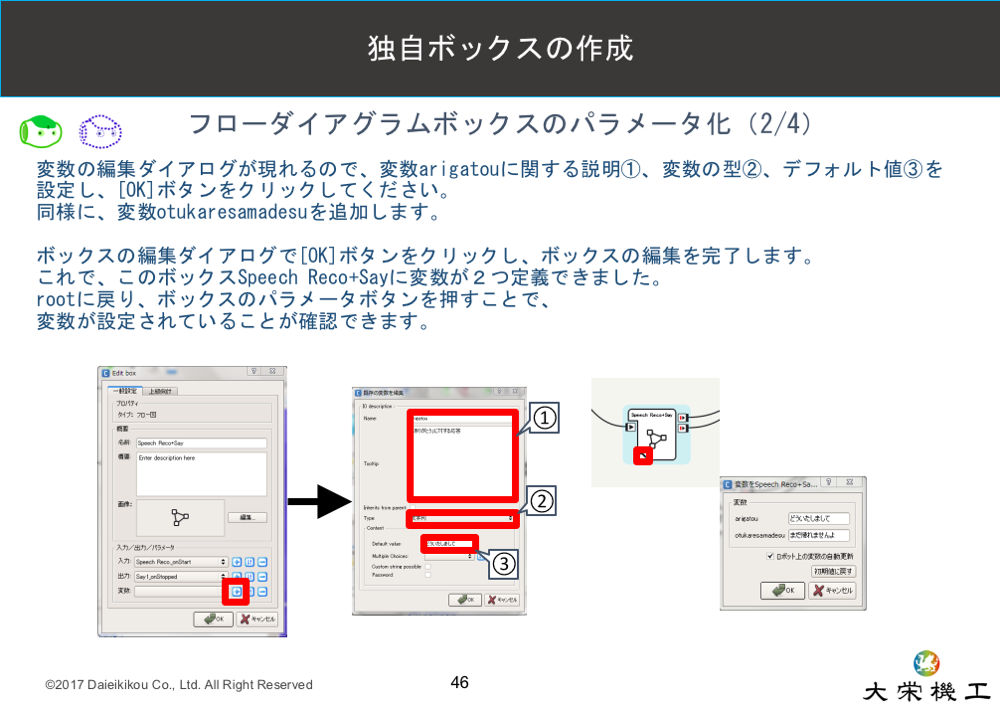 独自ボックスの作成
フローダイアグラムボックスのパラメータ化（2/4）
変数の編集ダイアログが現れるので、変数arigatouに関する説明①、変数の型②、デフォルト値③を
設定し、[OK]ボタンをクリックしてください。
同様に、変数otukaresamadesuを追加します。
ボックスの編集ダイアログで[OK]ボタンをクリックし、ボックスの編集を完了します。
これで、このボックスSpeech Reco+Sayに変数が２つ定義できました。
rootに戻り、ボックスのパラメータボタンを押すことで、
変数が設定されていることが確認できます。
Edit box
一般設定 上級向け
プロパティ
タイプ: フロー図
概要
名前: Speech Reco+Say
概要: Enter description here
画像:
編集...
入力/出力/パラメータ
入力: Speech Reco_onStart
出力: Say1_onStopped
変数:
OK キャンセル
既存の変数を編集
IO description
Name:
Tooltip
Inherits from parent
Type
Content
Default value: どういたしまして
Multiple Choices:
Custom string possible
Password
OK キャンセル
①
②
③
Speech Reco+Say
変数をSpeech Reco+Sa...
変数
arigatou どういたしまして
otukaresamadesu まだ帰れませんよ
ロボット上の変数の自動更新
初期値に戻す
OK キャンセル
©2017 Daieikikou Co., Ltd. All Right Reserved
46
大栄機工